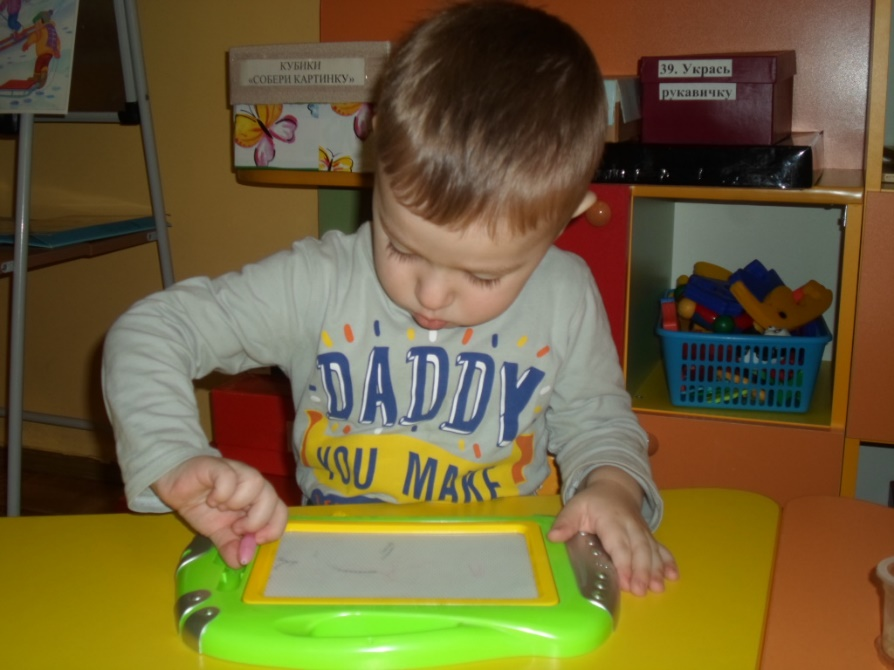 КУБИКИ
«СОБЕРИ КАРТИНКУ»
39. Укрась
рукавичку
DADDY
YOU MAKE